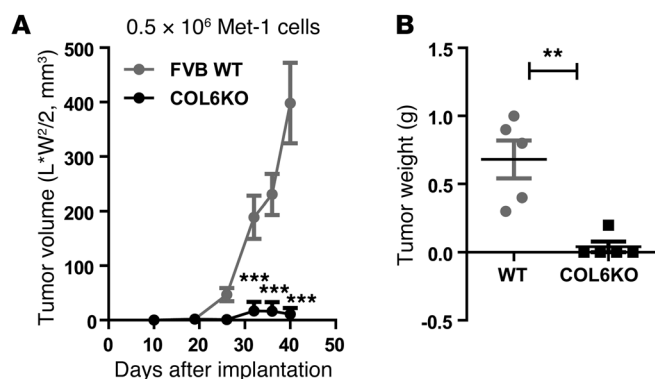 A
0.5 × 10⁶ Met-1 cells
Tumor volume (L*W²/2, mm³)
500
400
300
200
100
0
FVB WT
COL6KO
***
***
***
0 10 20 30 40 50
Days after implantation
B
Tumor weight (g)
1.5
1.0
0.5
0.0
-0.5
**
WT COL6KO